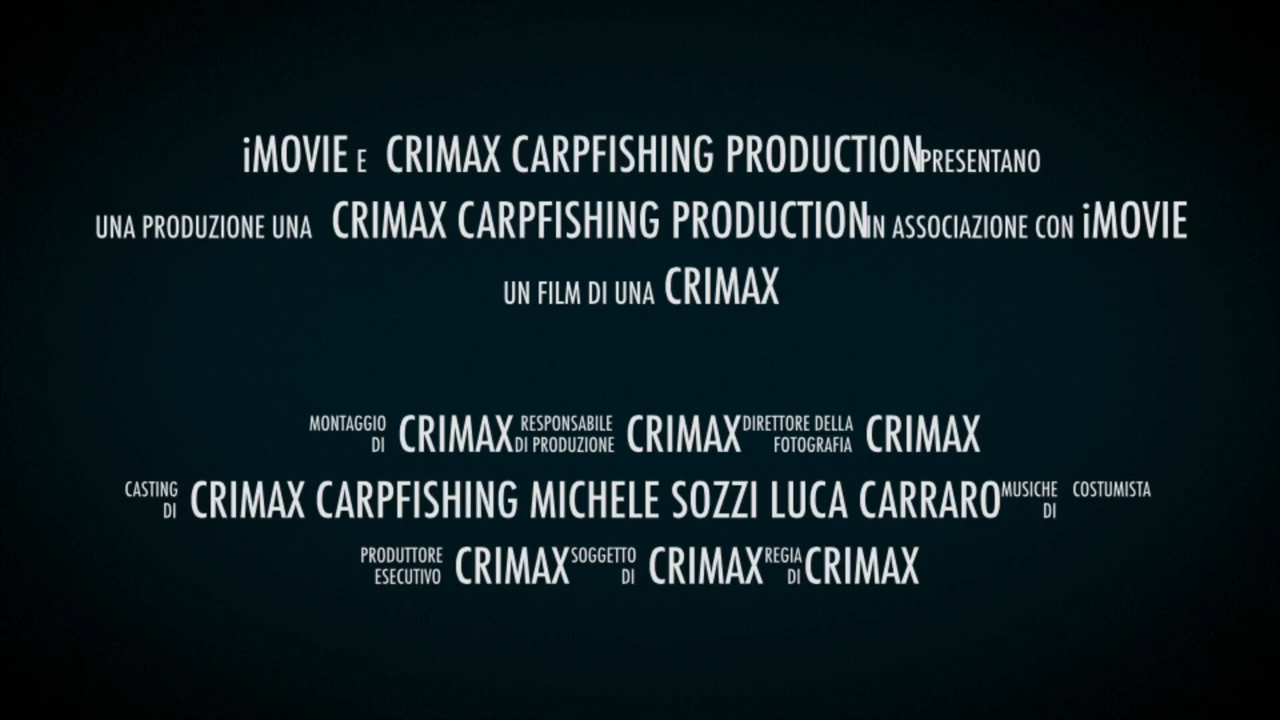 iMOVIE E CRIMAX CARPFISHING PRODUCTION PRESENTANO
UNA PRODUZIONE UNA CRIMAX CARPFISHING PRODUCTION IN ASSOCIAZIONE CON iMOVIE
UN FILM DI UNA CRIMAX
MONTAGGIO DI CRIMAX RESPONSABILE DI PRODUZIONE CRIMAX DIRETTORE DELLA FOTOGRAFIA CRIMAX
CASTING DI CRIMAX CARPFISHING MICHELE SOZZI LUCA CARRARO MUSICHE DI COSTUMISTA
PRODUTTORE ESECUTIVO CRIMAX SOGGETTO DI CRIMAX REGIA DI CRIMAX